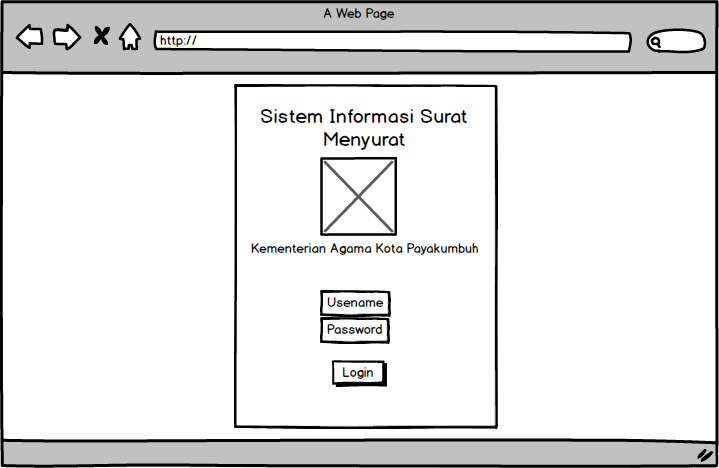 A Web Page
http://
Sistem Informasi Surat
Menyurat
Kementerian Agama Kota Payakumbuh
Usename
Password
Login